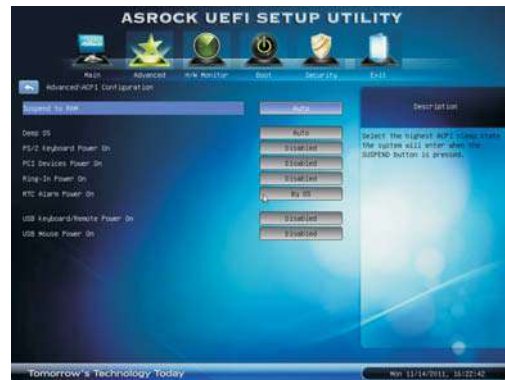 ASROCK UEFI SETUP UTILITY
Main Advanced H/W Monitor Boot Security Exit
Advanced\ACPI Configuration
Suspend to RAM Auto
Deep S5 Auto
PS/2 Keyboard Power On Disabled
PCI Devices Power On Disabled
Ring-In Power On Disabled
RTC Alarm Power On By OS
USB Keyboard/Remote Power On Disabled
USB Mouse Power On Disabled
Description
Select the highest ACPI sleep state
the system will enter when the
SUSPEND button is pressed.
Tomorrow's Technology Today
Mon 11/14/2011, 16:22:42